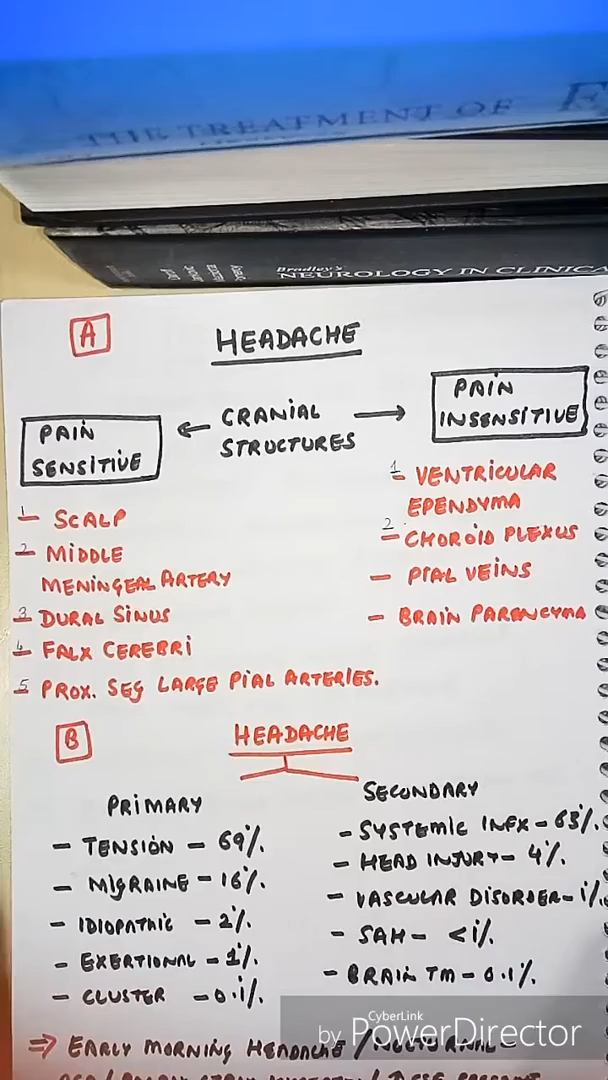 THE TREATMENT OF E
Bradley's
NEUROLOGY IN CLINICA
A
HEADACHE
PAIN
SENSITIVE
← CRANIAL →
STRUCTURES
PAIN
INSENSITIVE
1 - SCALP
2 - MIDDLE
MENINGEAL ARTERY
3 - DURAL SINUS
4 - FALX CEREBRI
5 - PROX. SEG LARGE PIAL ARTERIES.
1 - VENTRICULAR
EPENDYMA
2 - CHOROID PLEXUS
- PIAL VEINS
- BRAIN PARENCYMA
B
HEADACHE
PRIMARY
- TENSION - 69%.
- MIGRAINE - 16%.
- IDIOPATHIC - 2%.
- EXERTIONAL - 1%.
- CLUSTER - 0.1%.
SECONDARY
- SYSTEMIC INFX - 63%.
- HEAD INJURY - 4%.
- VASCULAR DISORDER - 1%.
- SAH - <1%.
- BRAIN TM - 0.1%.
⇒ EARLY MORNING HEADACHE / NOCTURNAL
CyberLink
by PowerDirector